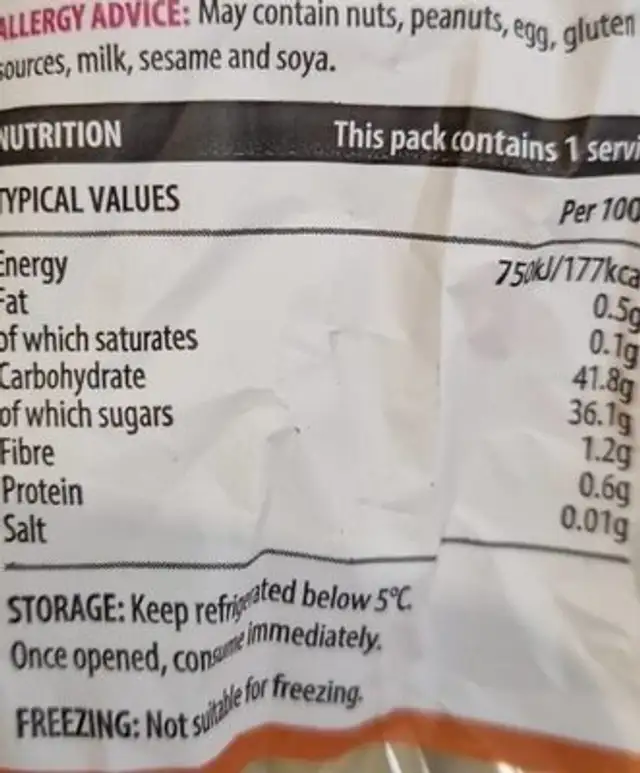 ALLERGY ADVICE: May contain nuts, peanuts, egg, gluten
sources, milk, sesame and soya.
NUTRITION This pack contains 1 servi
TYPICAL VALUES Per 100
Energy 750kJ/177kca
Fat 0.5g
of which saturates 0.1g
Carbohydrate 41.8g
of which sugars 36.1g
Fibre 1.2g
Protein 0.6g
Salt 0.01g
STORAGE: Keep refrigerated below 5°C.
Once opened, consume immediately.
FREEZING: Not suitable for freezing.